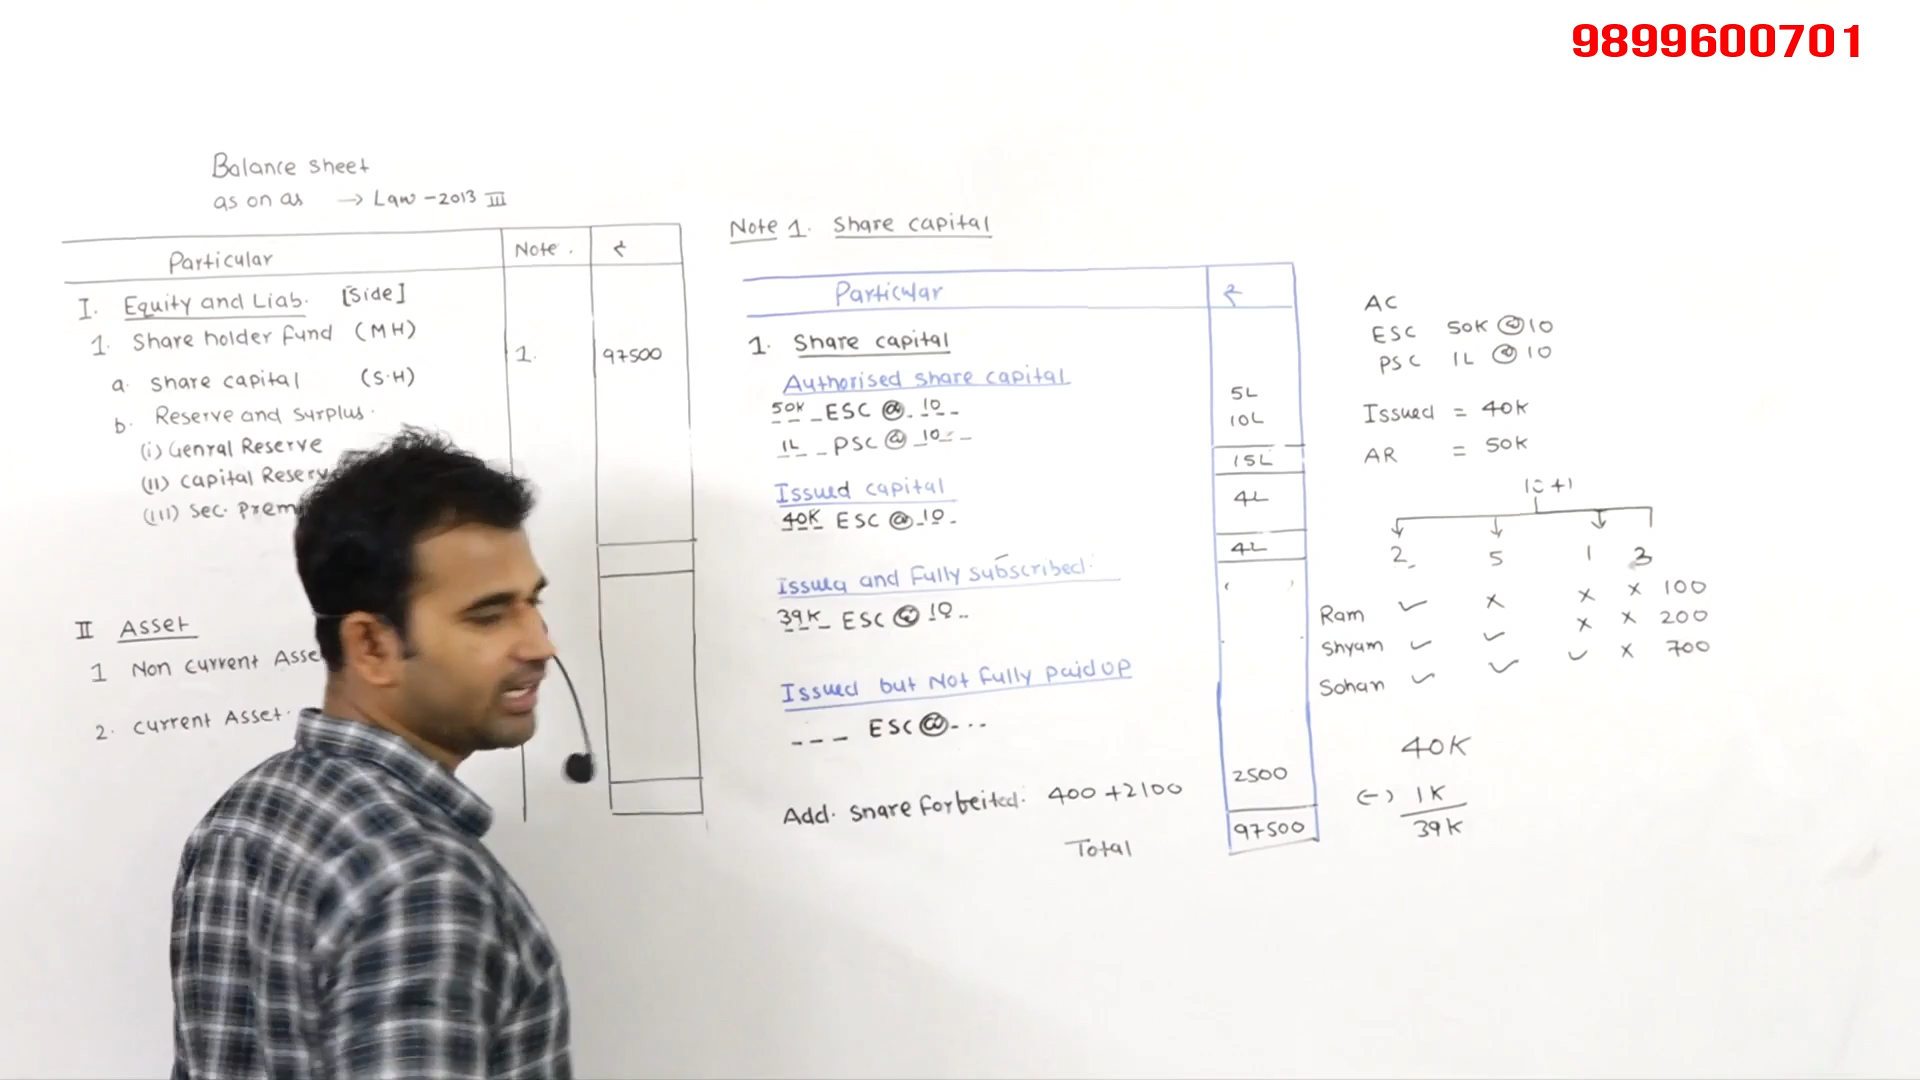 9899600701
Balance sheet
as on as → Law - 2013 III
Particular Note. ₹
I. Equity and Liab. [Side]
1. Share holder fund (MH)
a. share capital (S.H) 1. 97500
b. Reserve and surplus.
(i) Genral Reserve
(ii) capital Reserve
(iii) Sec. Prem
II Asset
1 Non current Asse
2. current Asset.
Note 1. Share capital
Particular ₹
1. Share capital
Authorised share capital
50K ESC @ 10 5L
1L PSC @ 10 10L
15L
Issued capital 4L
40K ESC @ 10
4L
Issued and Fully subscribed.
39K ESC @ 10
Issued but Not Fully paid up
--- ESC @ ---
Add. share forfeited. 400 + 2100 2500
Total 97500
AC
ESC 50K @ 10
PSC 1L @ 10
Issued = 40K
AR = 50K
10 + 1
2 5 1 3
Ram ✓ × × × 100
Shyam ✓ ✓ × × 200
Sohan ✓ ✓ ✓ × 700
40K
(-) 1K
39K